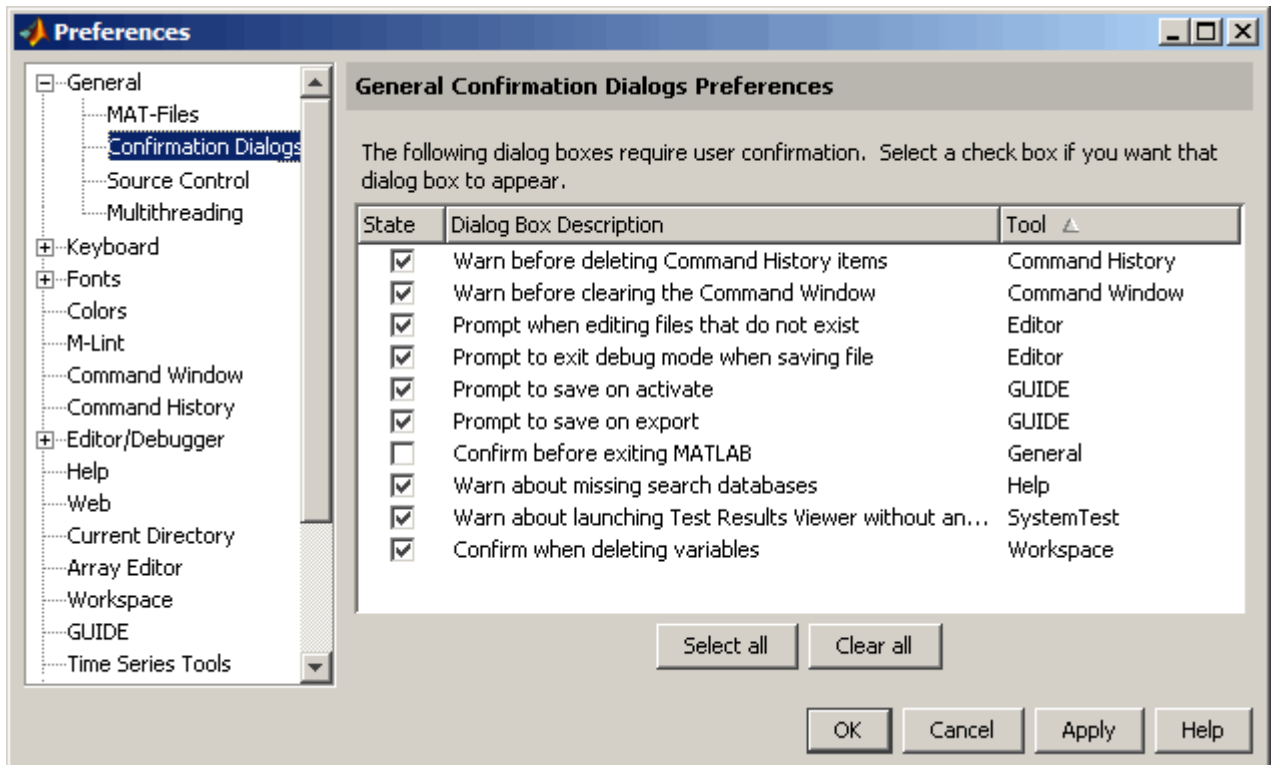 Preferences
General
MAT-Files
Confirmation Dialogs
Source Control
Multithreading
Keyboard
Fonts
Colors
M-Lint
Command Window
Command History
Editor/Debugger
Help
Web
Current Directory
Array Editor
Workspace
GUIDE
Time Series Tools
General Confirmation Dialogs Preferences
The following dialog boxes require user confirmation.  Select a check box if you want that
dialog box to appear.
State Dialog Box Description Tool
Warn before deleting Command History items Command History
Warn before clearing the Command Window Command Window
Prompt when editing files that do not exist Editor
Prompt to exit debug mode when saving file Editor
Prompt to save on activate GUIDE
Prompt to save on export GUIDE
Confirm before exiting MATLAB General
Warn about missing search databases Help
Warn about launching Test Results Viewer without an... SystemTest
Confirm when deleting variables Workspace
Select all Clear all
OK Cancel Apply Help